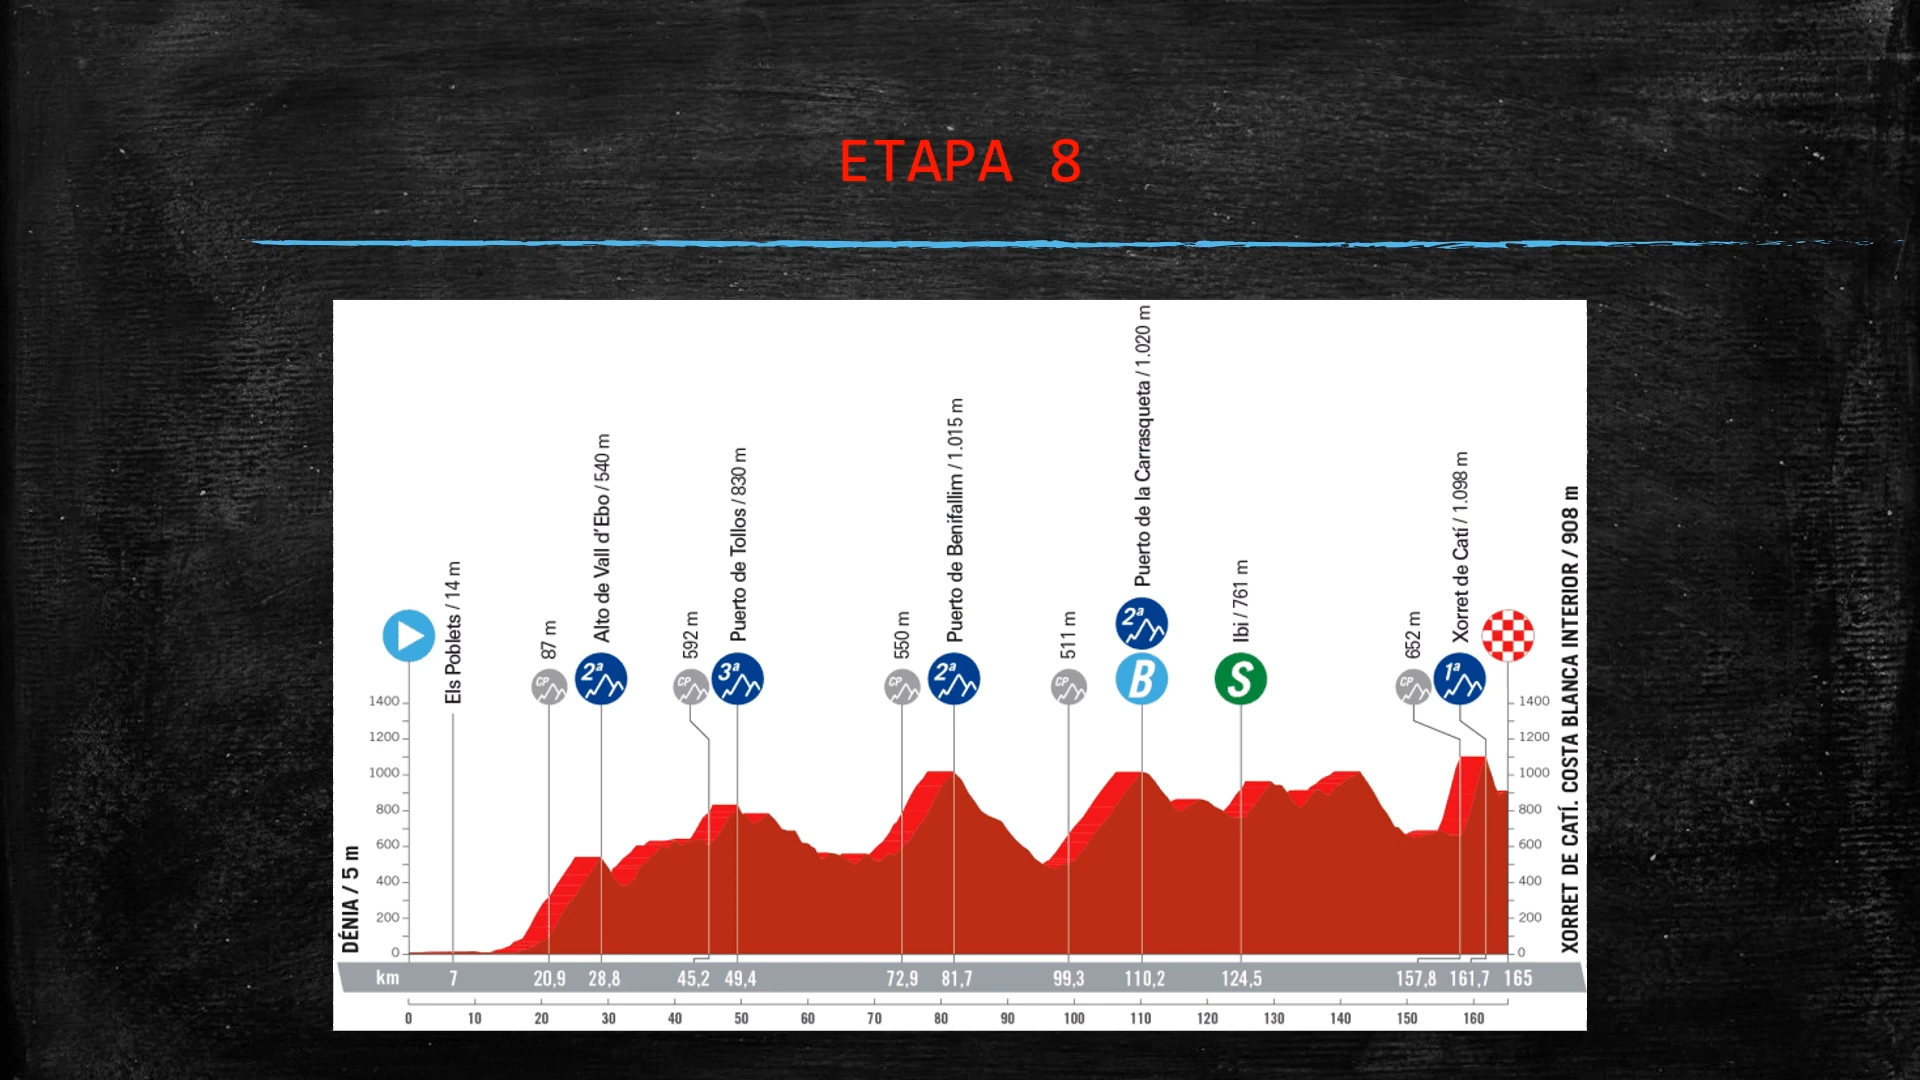 ETAPA 8
Puerto de la Carrasqueta / 1.020 m
Puerto de Benifallim / 1.015 m
Alto de Vall d'Ebo / 540 m
Puerto de Tollos / 830 m
Xorret de Catí / 1.098 m
XORRET DE CATÍ. COSTA BLANCA INTERIOR / 908 m
Els Poblets / 14 m
Ibi / 761 m
87 m
592 m
550 m
511 m
652 m
2ª
CP 2ª CP 3ª CP 2ª CP B S CP 1ª
DÉNIA / 5 m
1400 1400
1200 1200
1000 1000
800 800
600 600
400 400
200 200
0 0
km 7 20,9 28,8 45,2 49,4 72,9 81,7 99,3 110,2 124,5 157,8 161,7 165
0 10 20 30 40 50 60 70 80 90 100 110 120 130 140 150 160